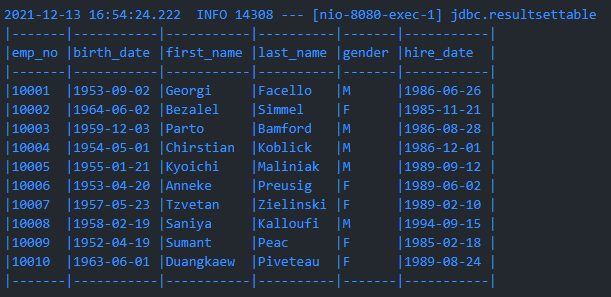 2021-12-13 16:54:24.222  INFO 14308 --- [nio-8080-exec-1] jdbc.resultsettable
|-------|-----------|-----------|----------|-------|-----------|
|emp_no |birth_date |first_name |last_name |gender |hire_date  |
|-------|-----------|-----------|----------|-------|-----------|
|10001  |1953-09-02 |Georgi     |Facello   |M      |1986-06-26 |
|10002  |1964-06-02 |Bezalel    |Simmel    |F      |1985-11-21 |
|10003  |1959-12-03 |Parto      |Bamford   |M      |1986-08-28 |
|10004  |1954-05-01 |Chirstian  |Koblick   |M      |1986-12-01 |
|10005  |1955-01-21 |Kyoichi    |Maliniak  |M      |1989-09-12 |
|10006  |1953-04-20 |Anneke     |Preusig   |F      |1989-06-02 |
|10007  |1957-05-23 |Tzvetan    |Zielinski |F      |1989-02-10 |
|10008  |1958-02-19 |Saniya     |Kalloufi  |M      |1994-09-15 |
|10009  |1952-04-19 |Sumant     |Peac      |F      |1985-02-18 |
|10010  |1963-06-01 |Duangkaew  |Piveteau  |F      |1989-08-24 |
|-------|-----------|-----------|----------|-------|-----------|